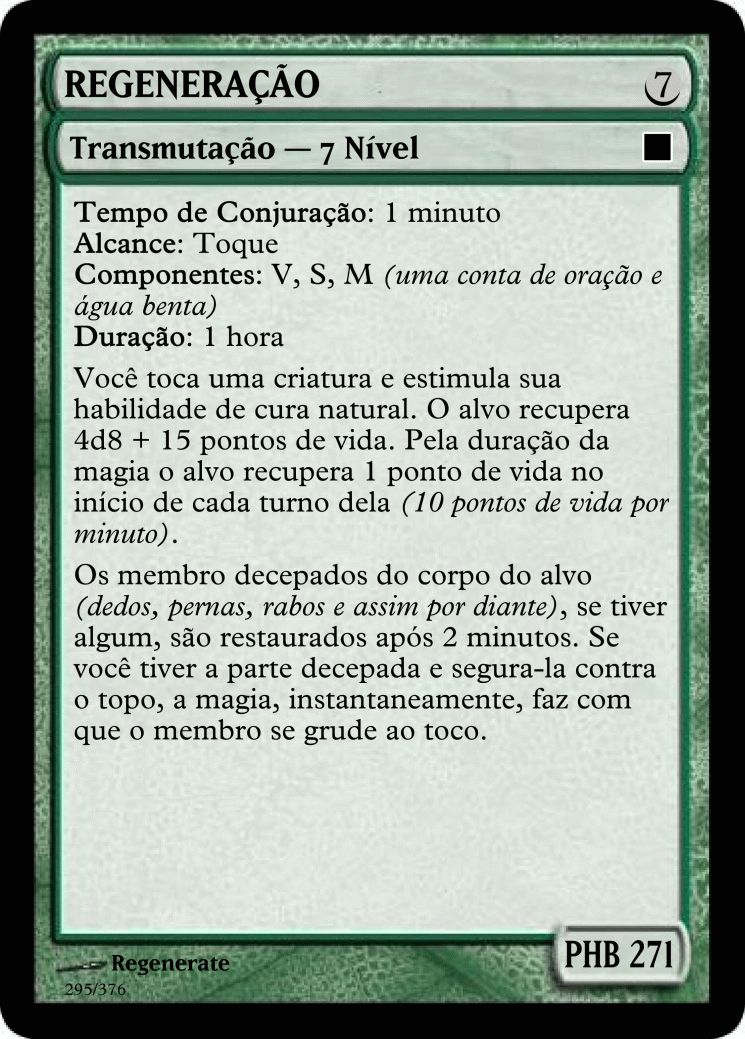 REGENERAÇÃO 7
Transmutação — 7 Nível
Tempo de Conjuração: 1 minuto
Alcance: Toque
Componentes: V, S, M (uma conta de oração e
água benta)
Duração: 1 hora
Você toca uma criatura e estimula sua
habilidade de cura natural. O alvo recupera
4d8 + 15 pontos de vida. Pela duração da
magia o alvo recupera 1 ponto de vida no
início de cada turno dela (10 pontos de vida por
minuto).
Os membro decepados do corpo do alvo
(dedos, pernas, rabos e assim por diante), se tiver
algum, são restaurados após 2 minutos. Se
você tiver a parte decepada e segura-la contra
o topo, a magia, instantaneamente, faz com
que o membro se grude ao toco.
PHB 271
Regenerate
295/376